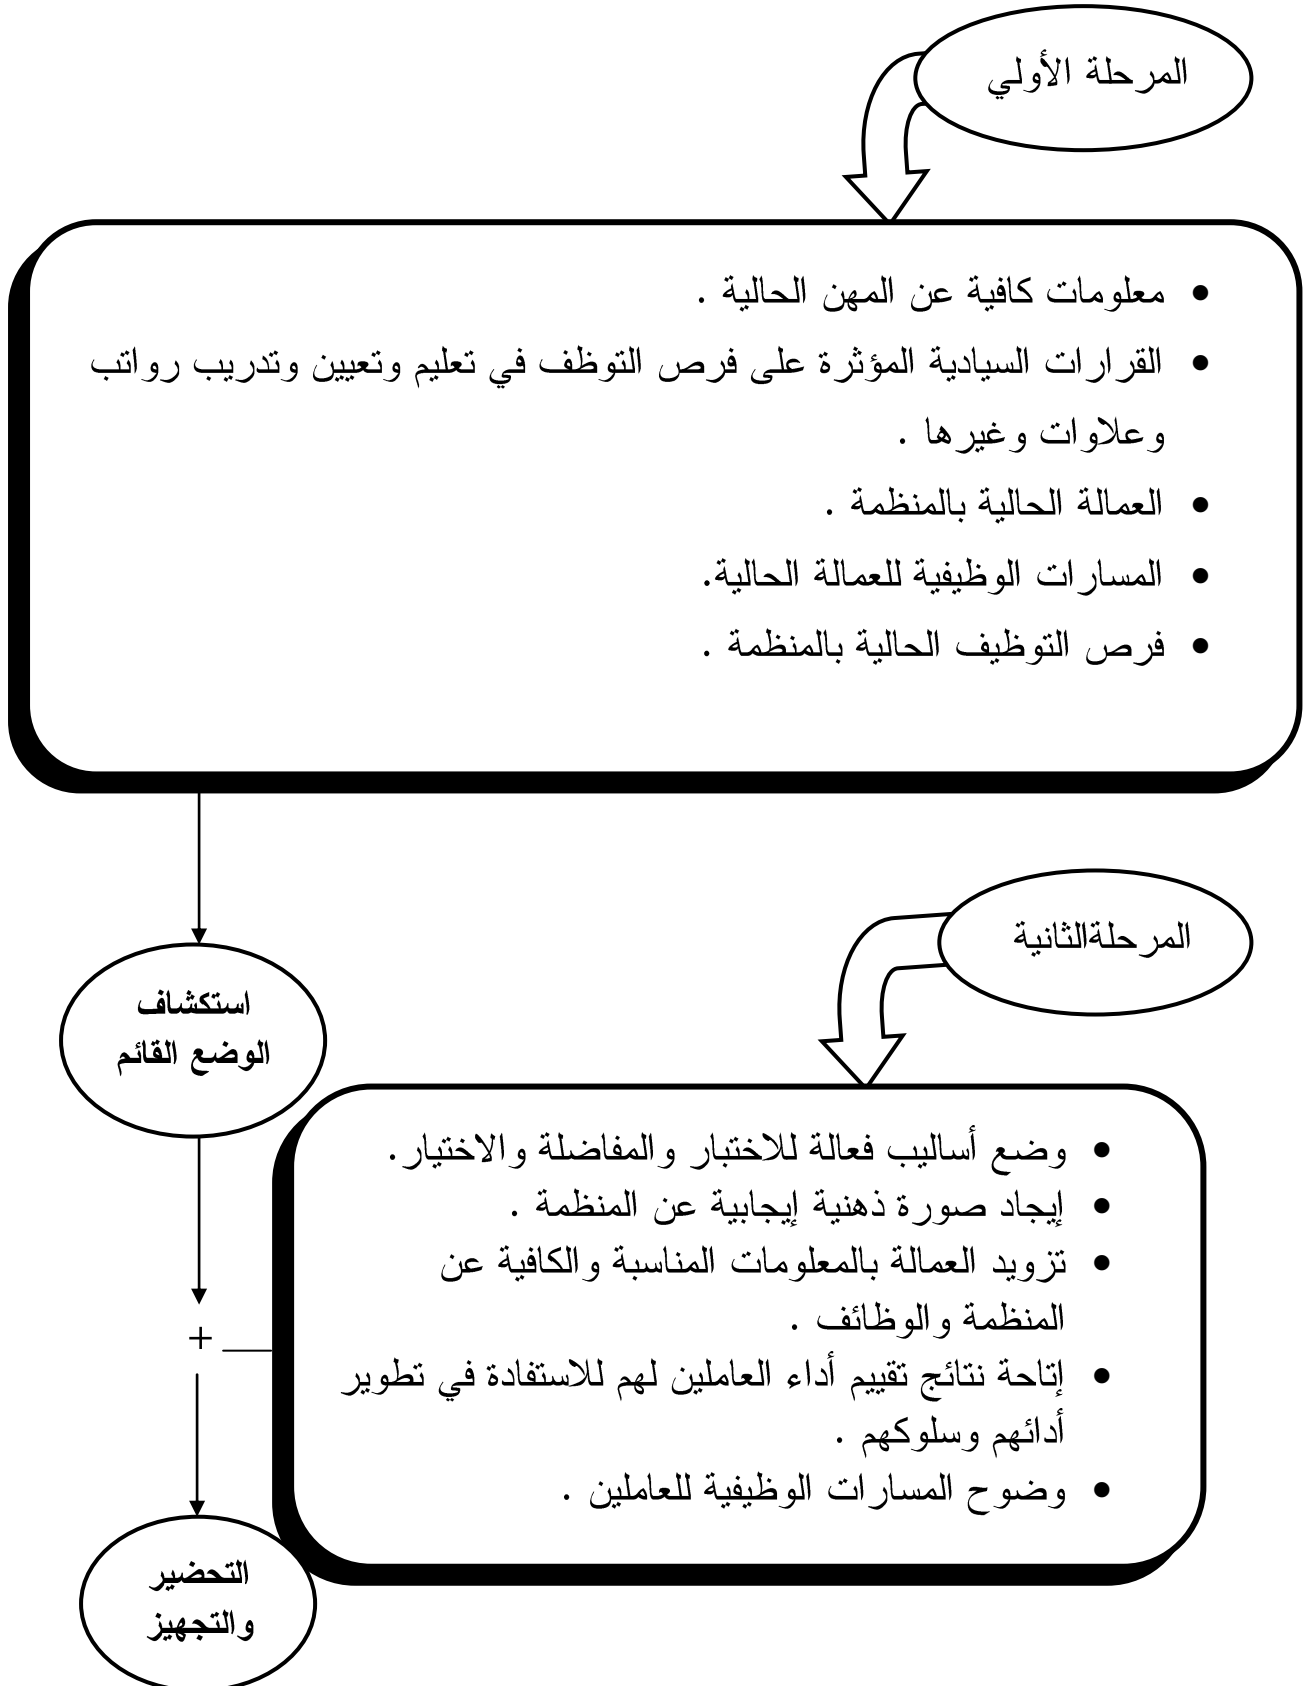 المرحلة الأولي
• معلومات كافية عن المهن الحالية .
• القرارات السيادية المؤثرة على فرص التوظف في تعليم وتعيين وتدريب رواتب
وعلاوات وغيرها .
• العمالة الحالية بالمنظمة .
• المسارات الوظيفية للعمالة الحالية.
• فرص التوظيف الحالية بالمنظمة .
المرحلةالثانية
استكشاف
الوضع القائم
• وضع أساليب فعالة للاختبار والمفاضلة والاختيار.
• إيجاد صورة ذهنية إيجابية عن المنظمة .
• تزويد العمالة بالمعلومات المناسبة والكافية عن
المنظمة والوظائف .
• إتاحة نتائج تقييم أداء العاملين لهم للاستفادة في تطوير
أدائهم وسلوكهم .
• وضوح المسارات الوظيفية للعاملين .
+
التحضير
والتجهيز